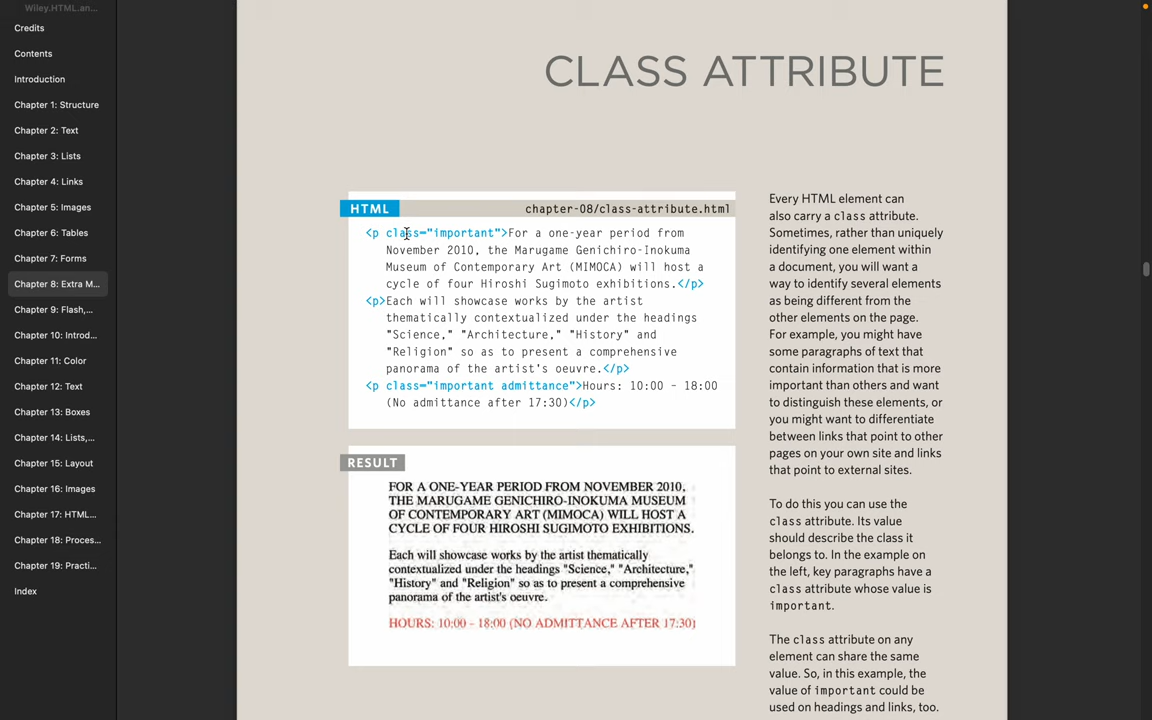 Wiley.HTML.an...
Credits
Contents
Introduction
Chapter 1: Structure
Chapter 2: Text
Chapter 3: Lists
Chapter 4: Links
Chapter 5: Images
Chapter 6: Tables
Chapter 7: Forms
Chapter 8: Extra M...
Chapter 9: Flash,...
Chapter 10: Introd...
Chapter 11: Color
Chapter 12: Text
Chapter 13: Boxes
Chapter 14: Lists,...
Chapter 15: Layout
Chapter 16: Images
Chapter 17: HTML...
Chapter 18: Proces...
Chapter 19: Practi...
Index
CLASS ATTRIBUTE
HTML chapter-08/class-attribute.html
<p class="important">For a one-year period from
November 2010, the Marugame Genichiro-Inokuma
Museum of Contemporary Art (MIMOCA) will host a
cycle of four Hiroshi Sugimoto exhibitions.</p>
<p>Each will showcase works by the artist
thematically contextualized under the headings
"Science," "Architecture," "History" and
"Religion" so as to present a comprehensive
panorama of the artist's oeuvre.</p>
<p class="important admittance">Hours: 10:00 – 18:00
(No admittance after 17:30)</p>
RESULT
FOR A ONE-YEAR PERIOD FROM NOVEMBER 2010,
THE MARUGAME GENICHIRO-INOKUMA MUSEUM
OF CONTEMPORARY ART (MIMOCA) WILL HOST A
CYCLE OF FOUR HIROSHI SUGIMOTO EXHIBITIONS.
Each will showcase works by the artist thematically
contextualized under the headings "Science," "Architecture,"
"History" and "Religion" so as to present a comprehensive
panorama of the artist's oeuvre.
HOURS: 10:00 – 18:00 (NO ADMITTANCE AFTER 17:30)
Every HTML element can
also carry a class attribute.
Sometimes, rather than uniquely
identifying one element within
a document, you will want a
way to identify several elements
as being different from the
other elements on the page.
For example, you might have
some paragraphs of text that
contain information that is more
important than others and want
to distinguish these elements, or
you might want to differentiate
between links that point to other
pages on your own site and links
that point to external sites.
To do this you can use the
class attribute. Its value
should describe the class it
belongs to. In the example on
the left, key paragraphs have a
class attribute whose value is
important.
The class attribute on any
element can share the same
value. So, in this example, the
value of important could be
used on headings and links, too.